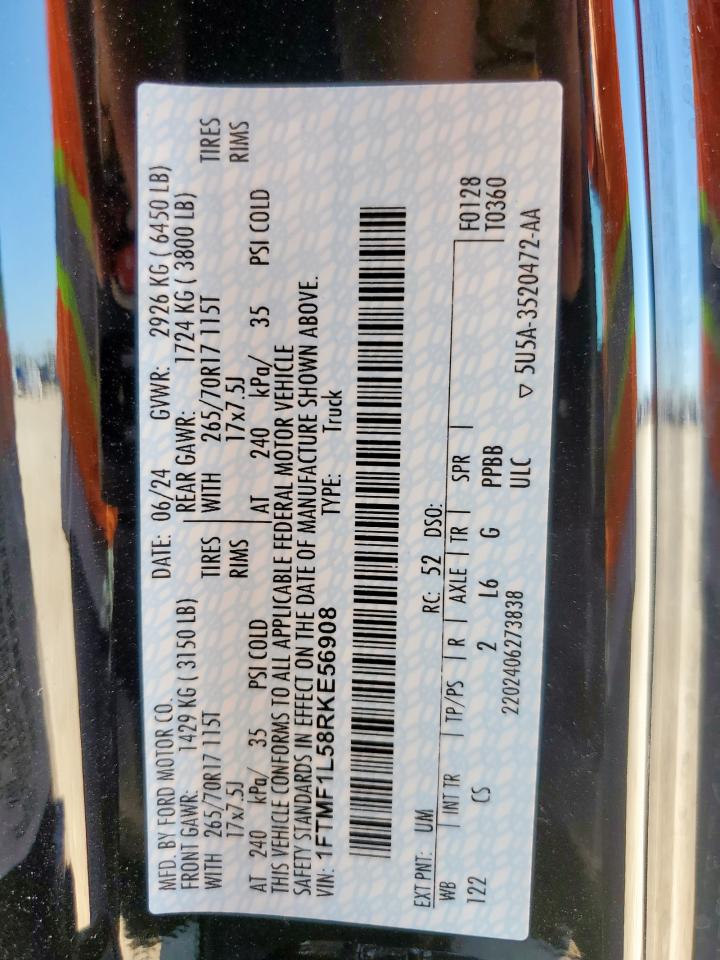 MFD. BY FORD MOTOR CO. DATE: 06/24 GVWR: 2926 KG ( 6450 LB)
FRONT GAWR: 1429 KG ( 3150 LB) REAR GAWR: 1724 KG ( 3800 LB)
WITH 265/70R17 115T TIRES WITH 265/70R17 115T TIRES
17x7.5J RIMS 17x7.5J RIMS
AT 240 kPa/ 35 PSI COLD AT 240 kPa/ 35 PSI COLD
THIS VEHICLE CONFORMS TO ALL APPLICABLE FEDERAL MOTOR VEHICLE
SAFETY STANDARDS IN EFFECT ON THE DATE OF MANUFACTURE SHOWN ABOVE.
VIN: 1FTMF1L58RKE56908 TYPE: Truck
EXT PNT: UM RC: 52 DSO:
WB INT TR TP/PS R AXLE TR SPR F0128
122 CS 2 L6 G PPBB T0360
ULC
2202406273838 ▽ 5U5A-3520472-AA